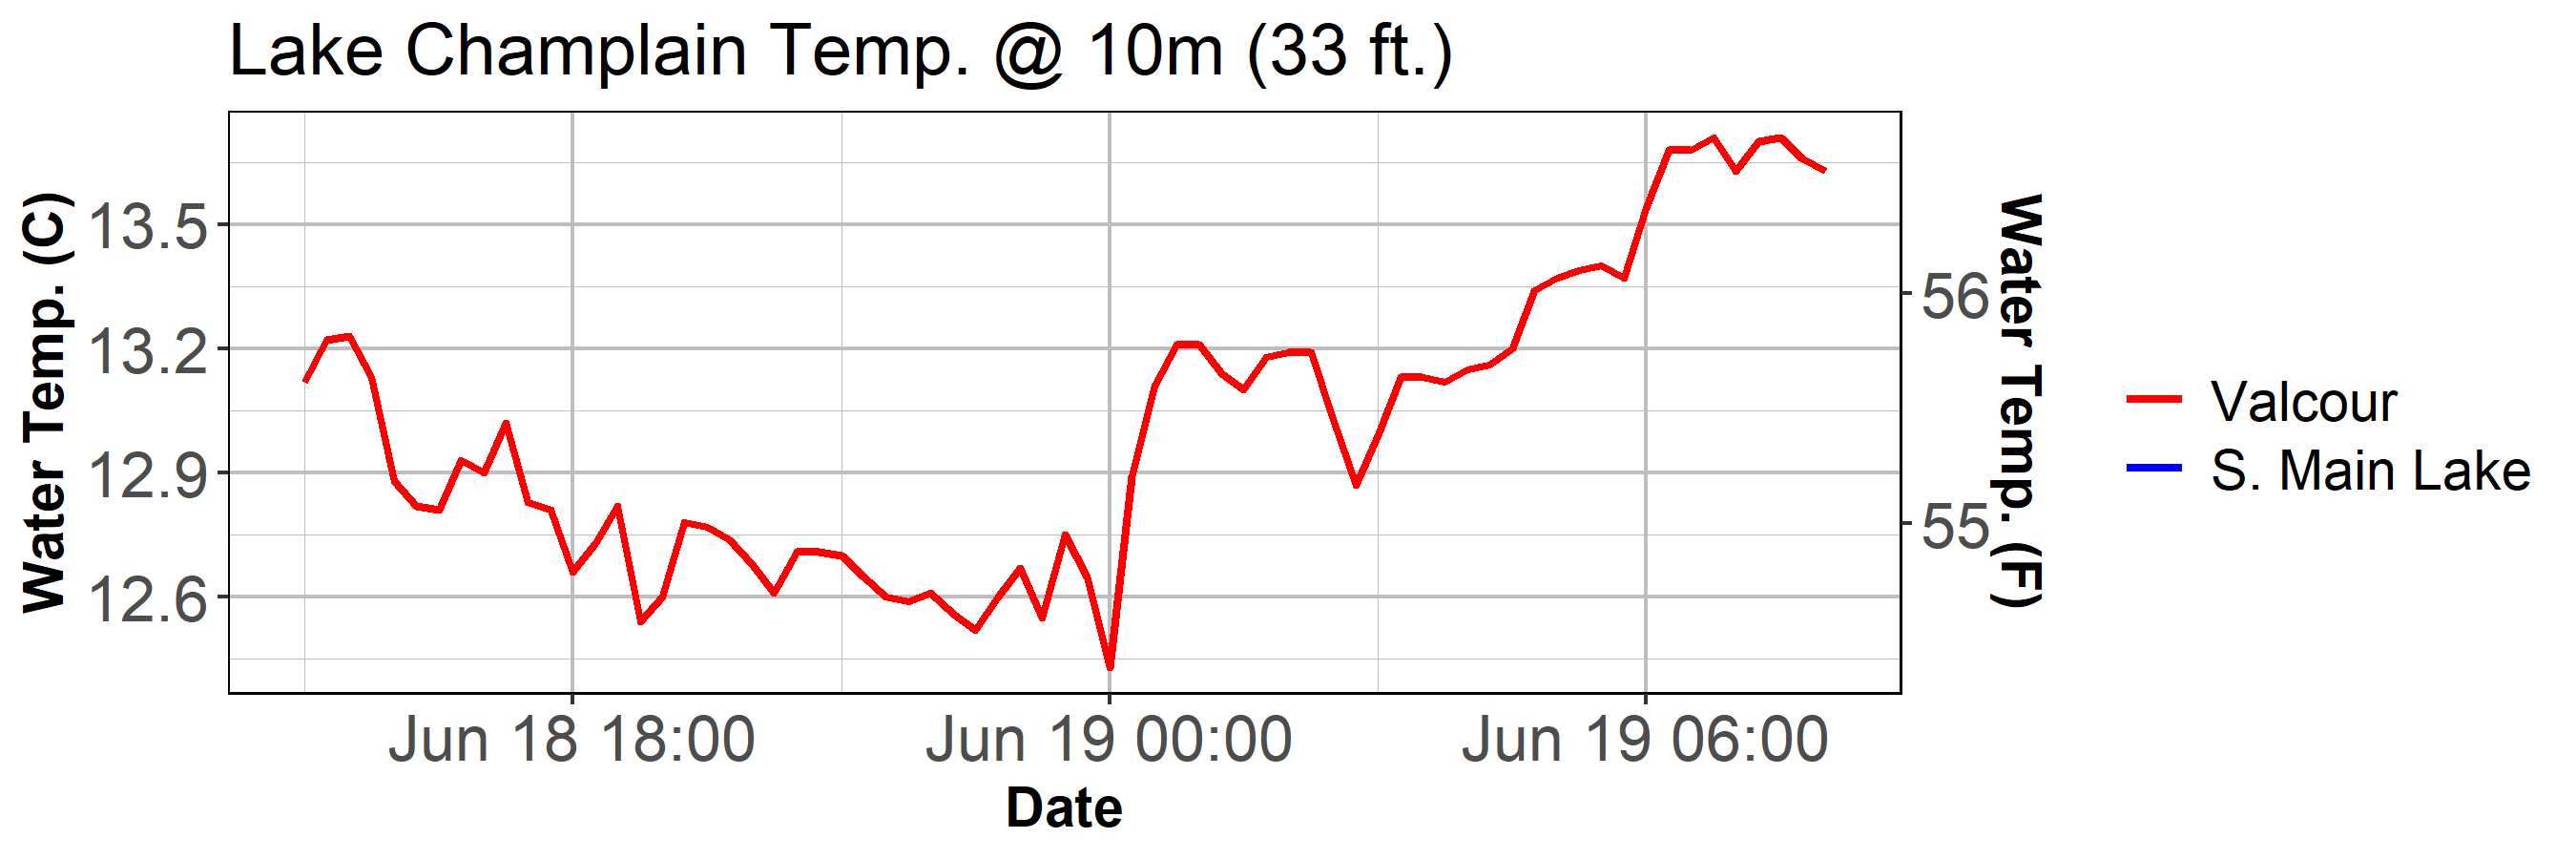 Lake Champlain Temp. @ 10m (33 ft.)
Water Temp. (C)
13.5
13.2
12.9
12.6
56
55
Water Temp. (F)
Jun 18 18:00
Jun 19 00:00
Jun 19 06:00
Date
Valcour
S. Main Lake